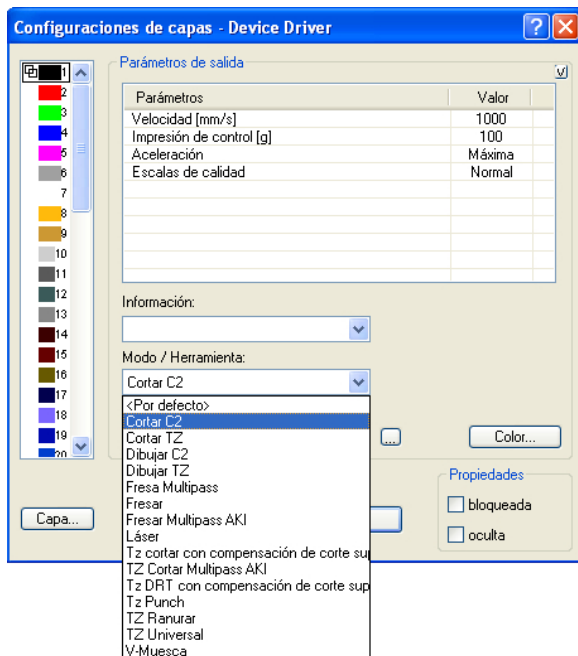 Configuraciones de capas - Device Driver
1
2
3
4
5
6
7
8
9
10
11
12
13
14
15
16
17
18
19
20
Parámetros de salida
Parámetros Valor
Velocidad [mm/s] 1000
Impresión de control [g] 100
Aceleración Máxima
Escalas de calidad Normal
Información:
Modo / Herramienta:
Cortar C2
<Por defecto>
Cortar C2
Cortar TZ
Dibujar C2
Dibujar TZ
Fresa Multipass
Fresar
Fresar Multipass AKI
Láser
Tz cortar con compensación de corte sup
TZ Cortar Multipass AKI
Tz DRT con compensación de corte sup
Tz Punch
TZ Ranurar
TZ Universal
V-Muesca
...
Color...
Propiedades
bloqueada
oculta
Capa...